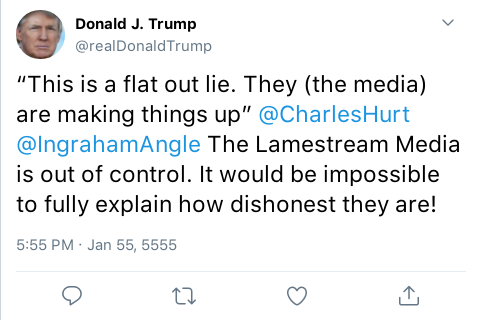 Donald J. Trump
@realDonaldTrump
“This is a flat out lie. They (the media)
are making things up” @CharlesHurt
@IngrahamAngle The Lamestream Media
is out of control. It would be impossible
to fully explain how dishonest they are!
5:55 PM · Jan 55, 5555